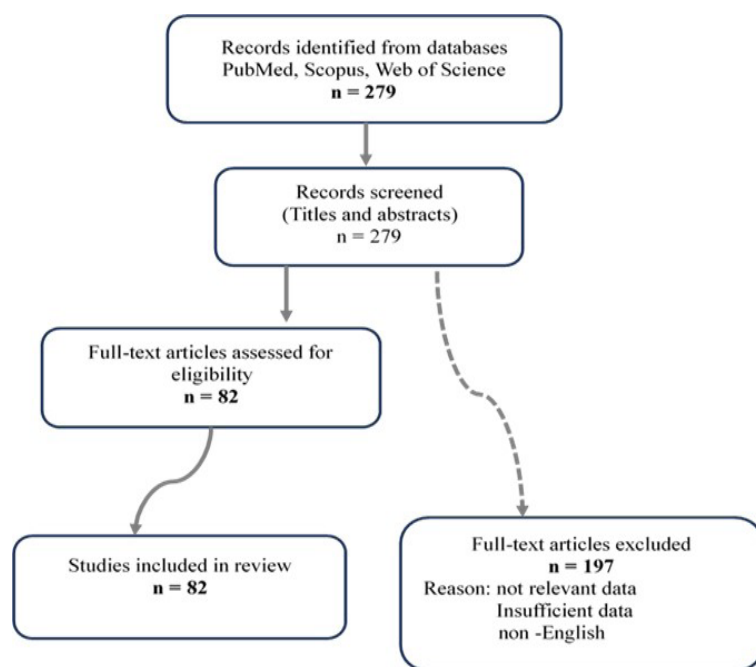 Records identified from databases
PubMed, Scopus, Web of Science
n = 279
Records screened
(Titles and abstracts)
n = 279
Full-text articles assessed for
eligibility
n = 82
Studies included in review
n = 82
Full-text articles excluded
n = 197
Reason: not relevant data
Insufficient data
non -English